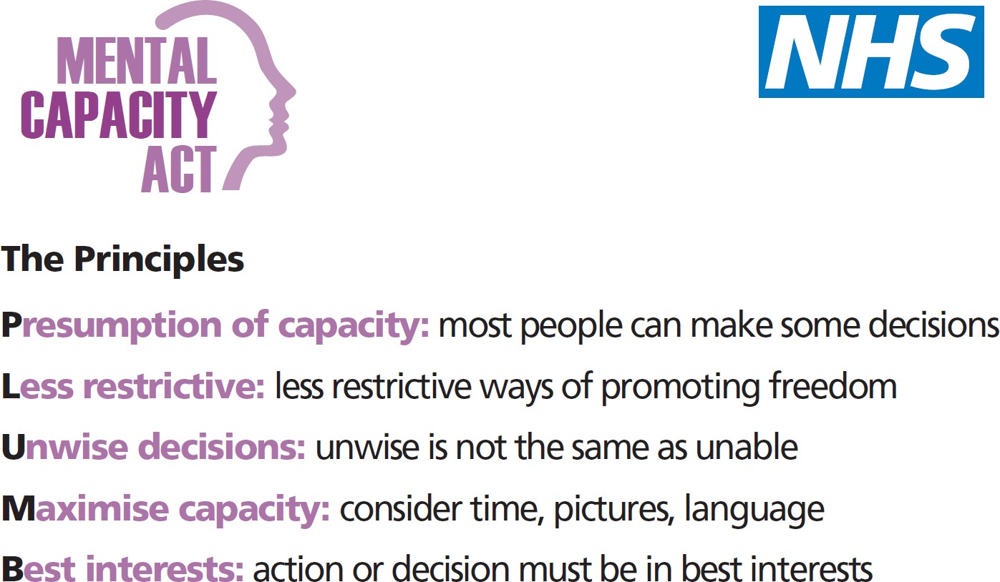 MENTAL
CAPACITY
ACT
NHS
The Principles
Presumption of capacity: most people can make some decisions
Less restrictive: less restrictive ways of promoting freedom
Unwise decisions: unwise is not the same as unable
Maximise capacity: consider time, pictures, language
Best interests: action or decision must be in best interests